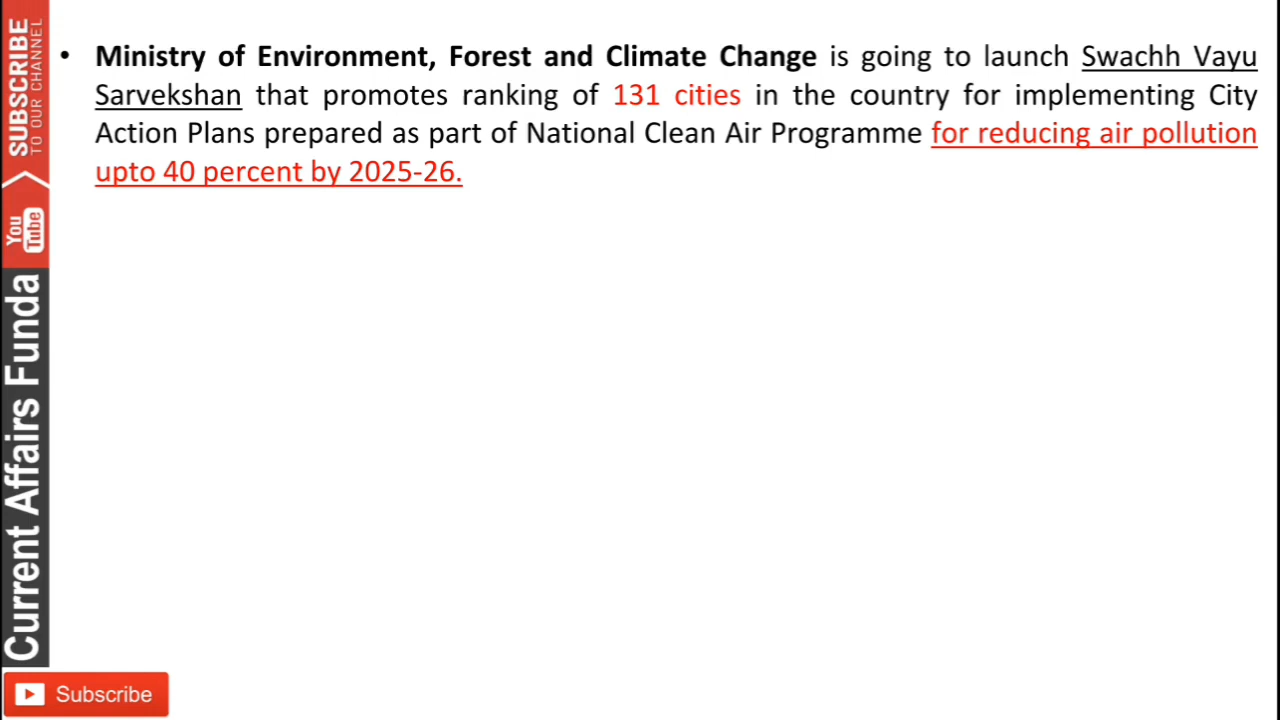 • Ministry of Environment, Forest and Climate Change is going to launch Swachh Vayu
Sarvekshan that promotes ranking of 131 cities in the country for implementing City
Action Plans prepared as part of National Clean Air Programme for reducing air pollution
upto 40 percent by 2025-26.
SUBSCRIBE
TO OUR CHANNEL
You
Tube
Current Affairs Funda
Subscribe